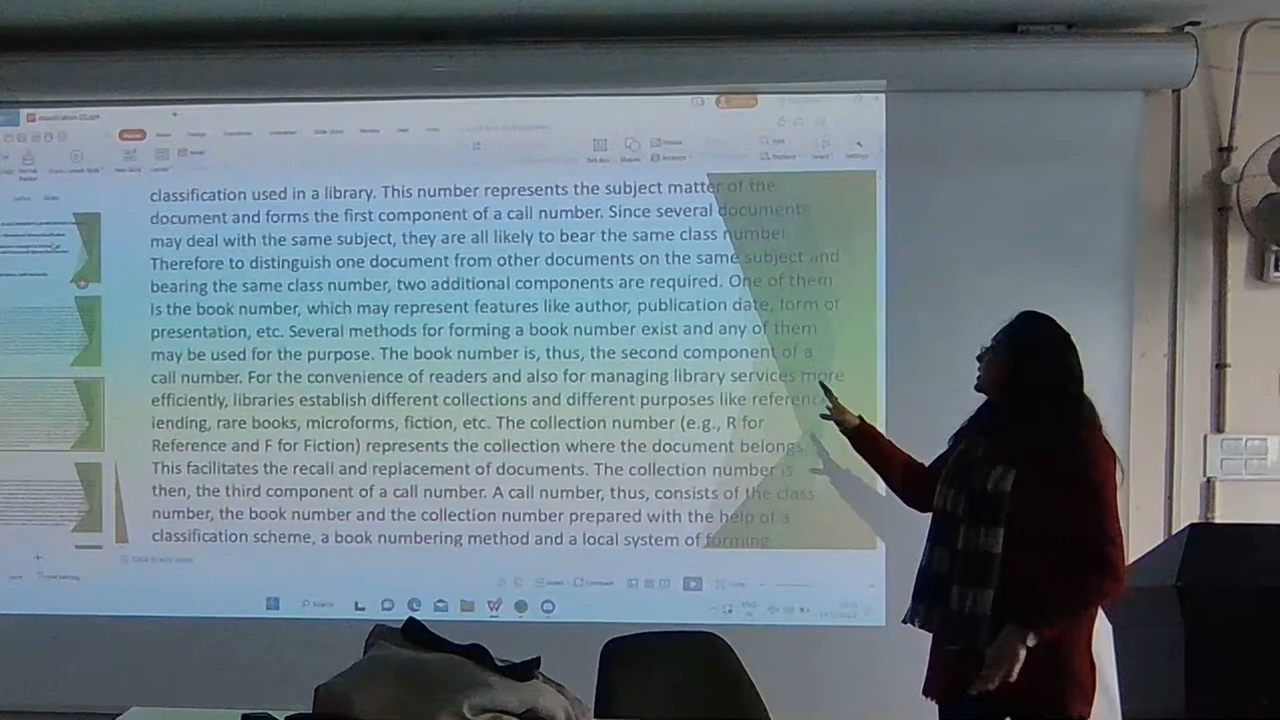 classification used in a library. This number represents the subject matter of the
document and forms the first component of a call number. Since several documents
may deal with the same subject, they are all likely to bear the same class number
Therefore to distinguish one document from other documents on the same subject and
bearing the same class number, two additional components are required. One of them
is the book number, which may represent features like author, publication date, form of
presentation, etc. Several methods for forming a book number exist and any of them
may be used for the purpose. The book number is, thus, the second component of a
call number. For the convenience of readers and also for managing library services more
efficiently, libraries establish different collections and different purposes like reference
lending, rare books, microforms, fiction, etc. The collection number (e.g., R for
Reference and F for Fiction) represents the collection where the document belongs
This facilitates the recall and replacement of documents. The collection number is
then, the third component of a call number. A call number, thus, consists of the class
number, the book number and the collection number prepared with the help of a
classification scheme, a book numbering method and a local system of forming
Search